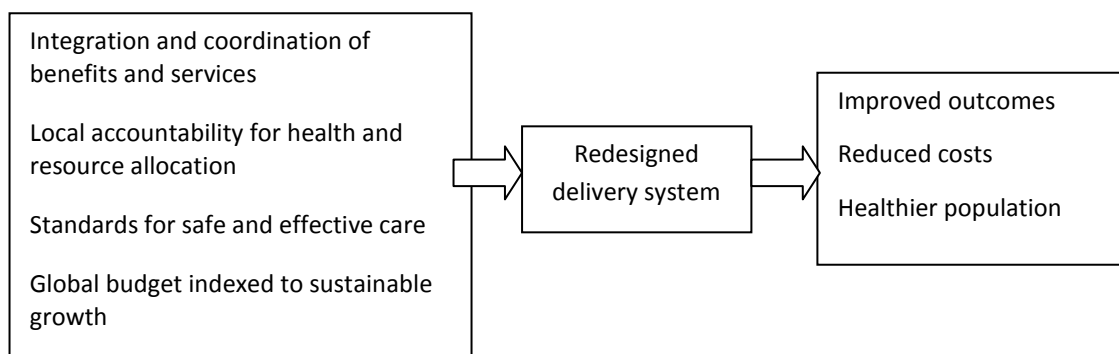 Integration and coordination of
benefits and services
Local accountability for health and
resource allocation
Standards for safe and effective care
Global budget indexed to sustainable
growth
Redesigned
delivery system
Improved outcomes
Reduced costs
Healthier population